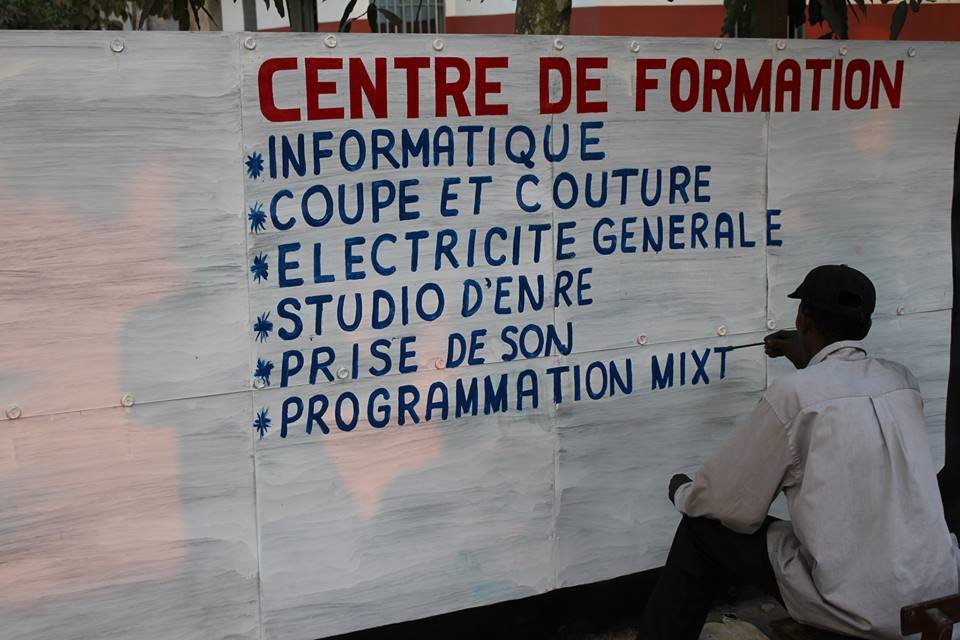 CENTRE DE FORMATION
*INFORMATIQUE
*COUPE ET COUTURE
*ELECTRICITE GENERALE
*STUDIO D'ENRE
*PRISE DE SON
*PROGRAMMATION MIXT